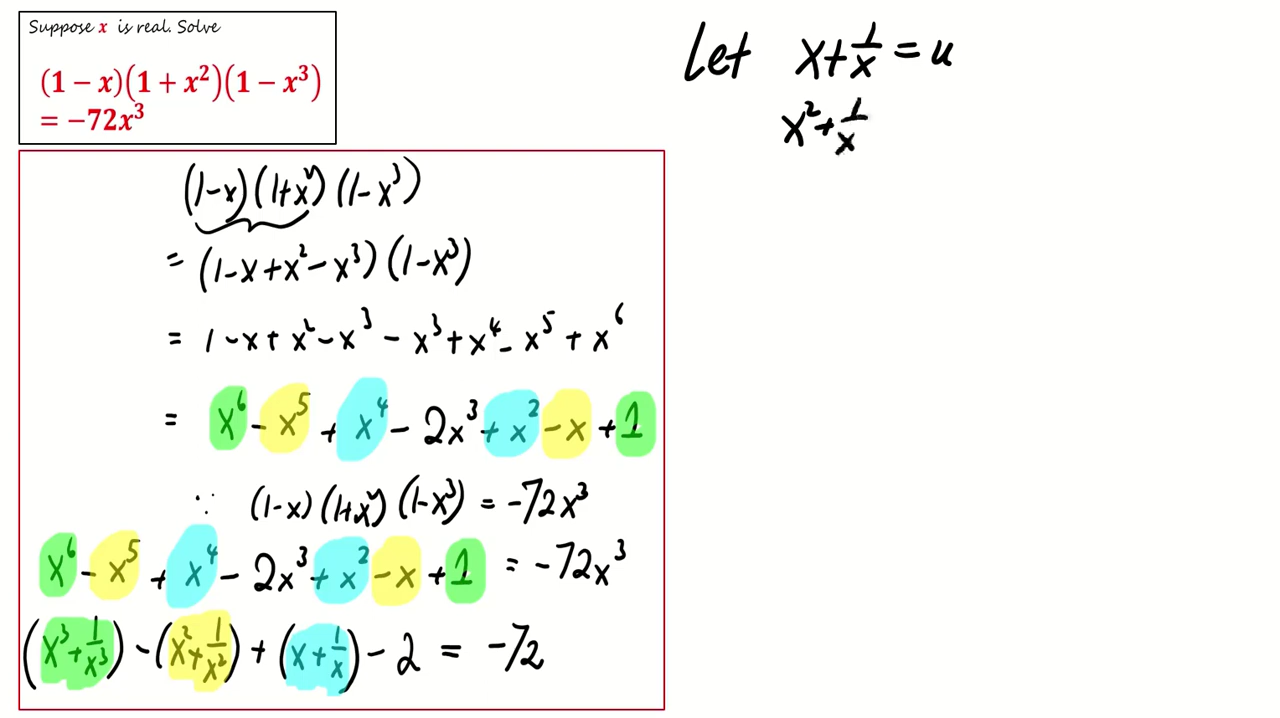 Suppose x is real. Solve
(1 − x)(1 + x²)(1 − x³)
= −72x³
(1-x)(1+x²)(1-x³)
= (1-x+x²-x³)(1-x³)
= 1-x+x²-x³-x³+x⁴-x⁵+x⁶
= x⁶-x⁵+x⁴-2x³+x²-x+1
∵ (1-x)(1+x²)(1-x³) = -72x³
x⁶-x⁵+x⁴-2x³+x²-x+1 = -72x³
(x³+1/x³)-(x²+1/x²)+(x+1/x)-2 = -72
Let x+1/x = u
x²+1/x